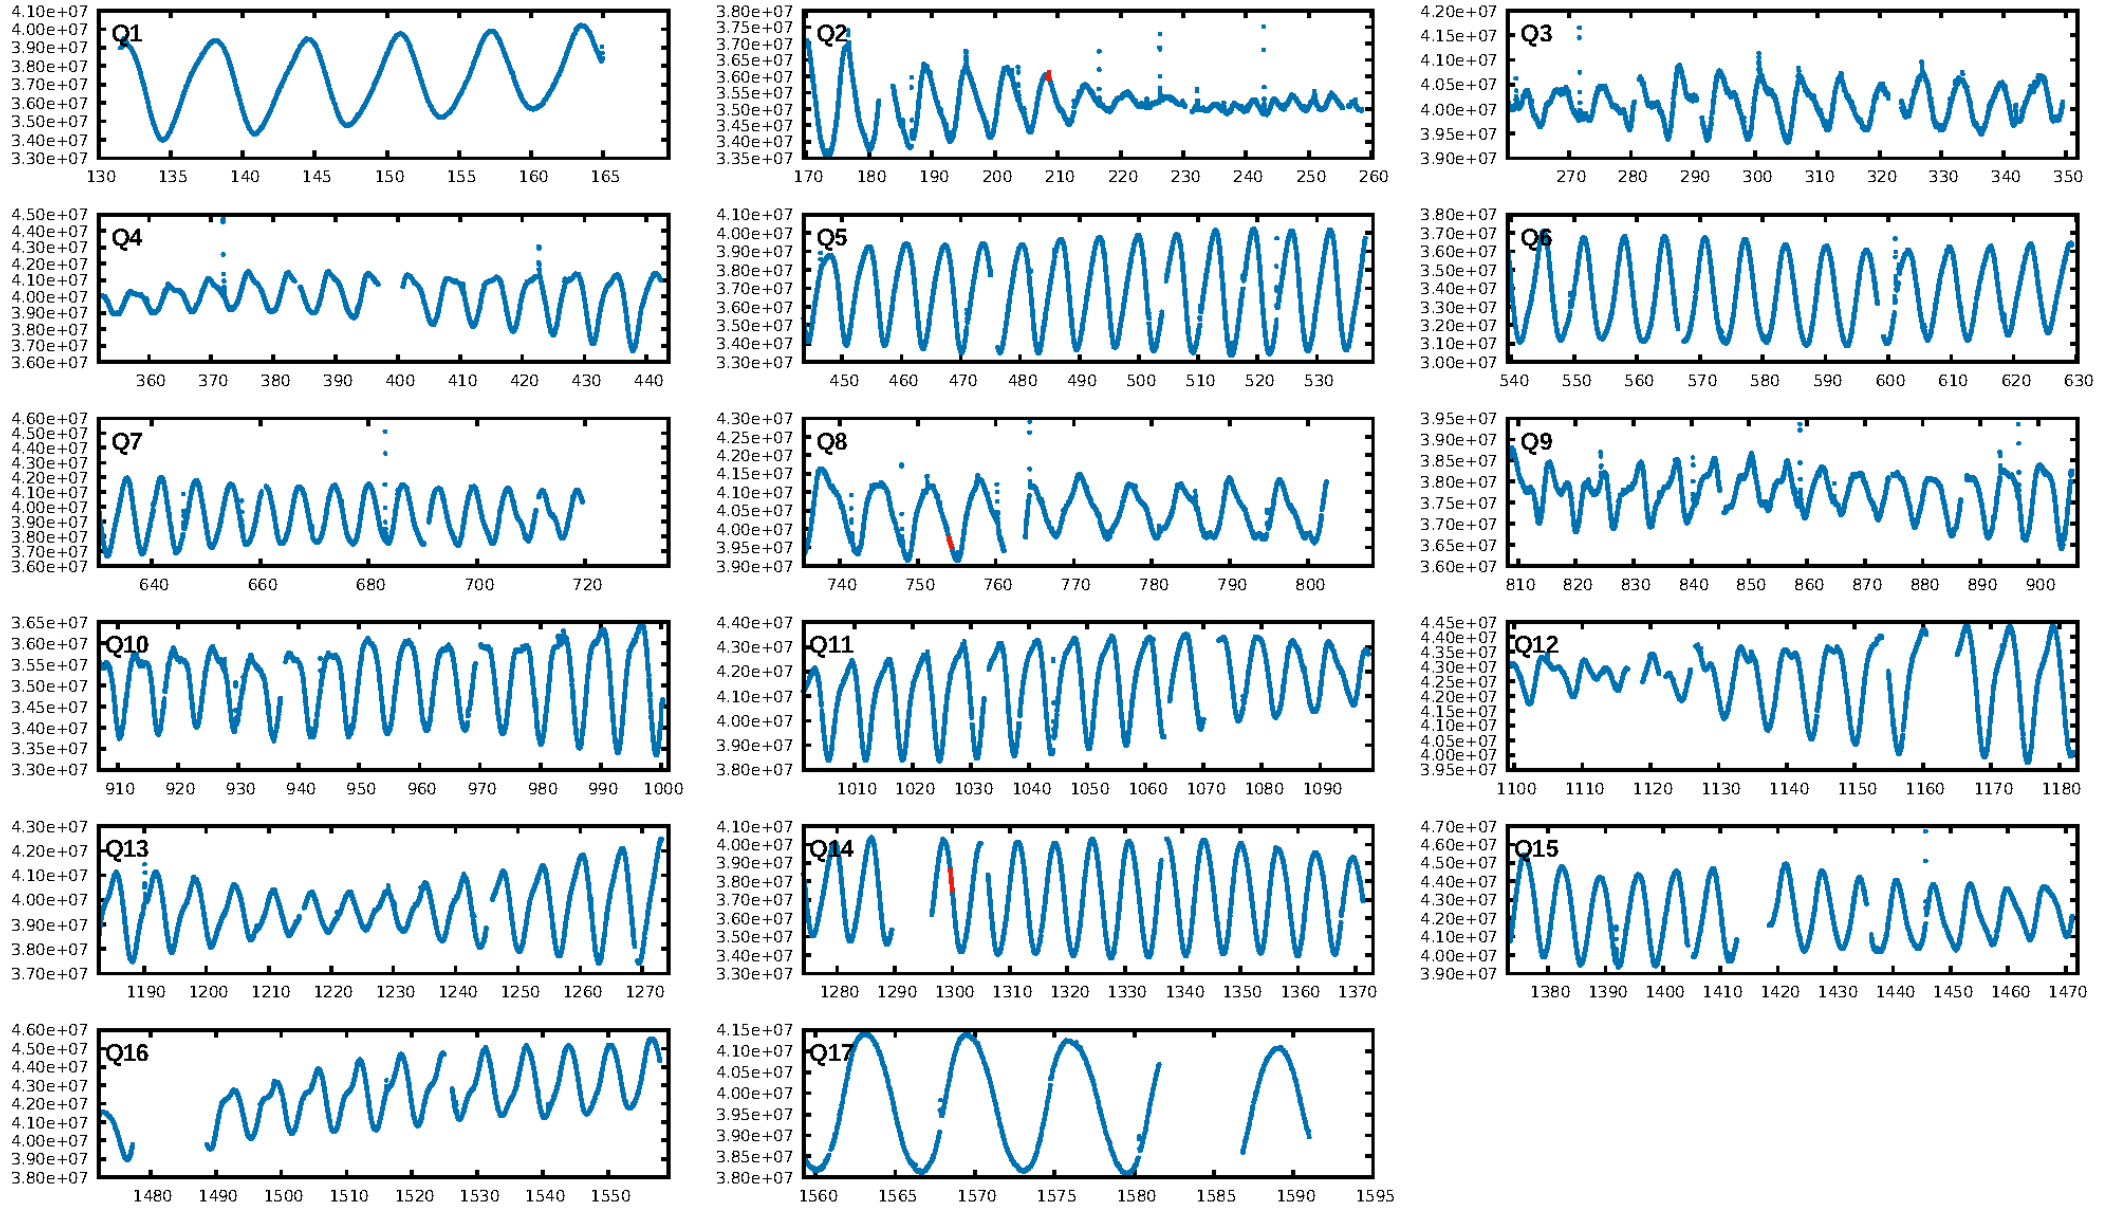 Q1
4.10e+07
4.00e+07
3.90e+07
3.80e+07
3.70e+07
3.60e+07
3.50e+07
3.40e+07
3.30e+07
130 135 140 145 150 155 160 165
Q2
3.80e+07
3.75e+07
3.70e+07
3.65e+07
3.60e+07
3.55e+07
3.50e+07
3.45e+07
3.40e+07
3.35e+07
170 180 190 200 210 220 230 240 250 260
Q3
4.20e+07
4.15e+07
4.10e+07
4.05e+07
4.00e+07
3.95e+07
3.90e+07
270 280 290 300 310 320 330 340 350
Q4
4.50e+07
4.40e+07
4.30e+07
4.20e+07
4.10e+07
4.00e+07
3.90e+07
3.80e+07
3.70e+07
3.60e+07
360 370 380 390 400 410 420 430 440
Q5
4.10e+07
4.00e+07
3.90e+07
3.80e+07
3.70e+07
3.60e+07
3.50e+07
3.40e+07
3.30e+07
450 460 470 480 490 500 510 520 530
Q6
3.80e+07
3.70e+07
3.60e+07
3.50e+07
3.40e+07
3.30e+07
3.20e+07
3.10e+07
3.00e+07
540 550 560 570 580 590 600 610 620 630
Q7
4.60e+07
4.50e+07
4.40e+07
4.30e+07
4.20e+07
4.10e+07
4.00e+07
3.90e+07
3.80e+07
3.70e+07
3.60e+07
640 660 680 700 720
Q8
4.30e+07
4.25e+07
4.20e+07
4.15e+07
4.10e+07
4.05e+07
4.00e+07
3.95e+07
3.90e+07
740 750 760 770 780 790 800
Q9
3.95e+07
3.90e+07
3.85e+07
3.80e+07
3.75e+07
3.70e+07
3.65e+07
3.60e+07
810 820 830 840 850 860 870 880 890 900
Q10
3.65e+07
3.60e+07
3.55e+07
3.50e+07
3.45e+07
3.40e+07
3.35e+07
3.30e+07
910 920 930 940 950 960 970 980 990 1000
Q11
4.40e+07
4.30e+07
4.20e+07
4.10e+07
4.00e+07
3.90e+07
3.80e+07
1010 1020 1030 1040 1050 1060 1070 1080 1090
Q12
4.45e+07
4.40e+07
4.35e+07
4.30e+07
4.25e+07
4.20e+07
4.15e+07
4.10e+07
4.05e+07
4.00e+07
3.95e+07
1100 1110 1120 1130 1140 1150 1160 1170 1180
Q13
4.30e+07
4.20e+07
4.10e+07
4.00e+07
3.90e+07
3.80e+07
3.70e+07
1190 1200 1210 1220 1230 1240 1250 1260 1270
Q14
4.10e+07
4.00e+07
3.90e+07
3.80e+07
3.70e+07
3.60e+07
3.50e+07
3.40e+07
3.30e+07
1280 1290 1300 1310 1320 1330 1340 1350 1360 1370
Q15
4.70e+07
4.60e+07
4.50e+07
4.40e+07
4.30e+07
4.20e+07
4.10e+07
4.00e+07
3.90e+07
1380 1390 1400 1410 1420 1430 1440 1450 1460 1470
Q16
4.60e+07
4.50e+07
4.40e+07
4.30e+07
4.20e+07
4.10e+07
4.00e+07
3.90e+07
3.80e+07
1480 1490 1500 1510 1520 1530 1540 1550
Q17
4.15e+07
4.10e+07
4.05e+07
4.00e+07
3.95e+07
3.90e+07
3.85e+07
3.80e+07
1560 1565 1570 1575 1580 1585 1590 1595